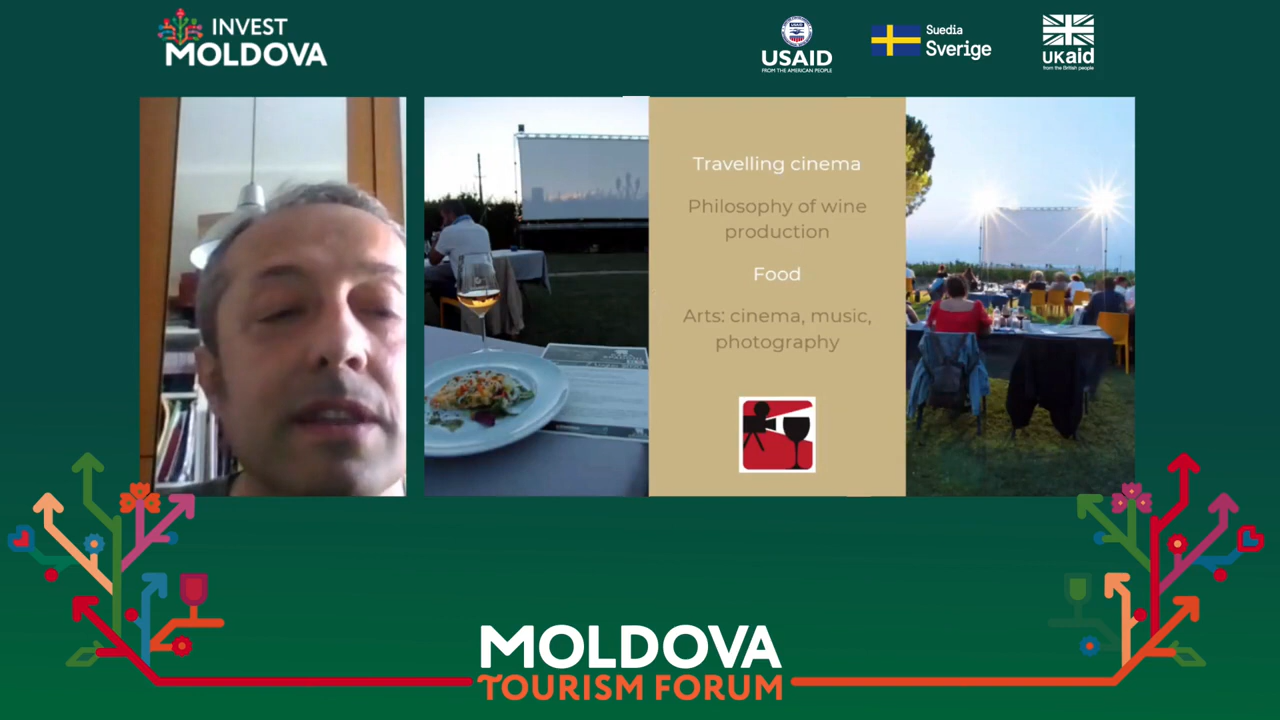 INVEST
MOLDOVA
USAID
FROM THE AMERICAN PEOPLE
Suedia
Sverige
UKaid
from the British people
Travelling cinema
Philosophy of wine
production
Food
Arts: cinema, music,
photography
MOLDOVA
TOURISM FORUM